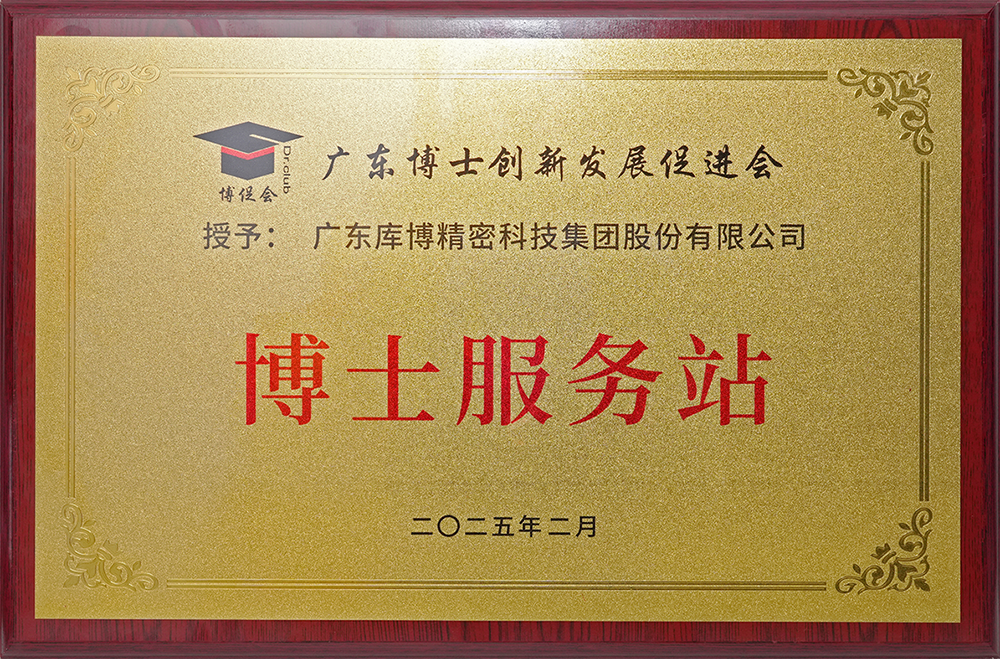 Dr.club
博促会
广东博士创新发展促进会
授予： 广东库博精密科技集团股份有限公司
博士服务站
二〇二五年二月